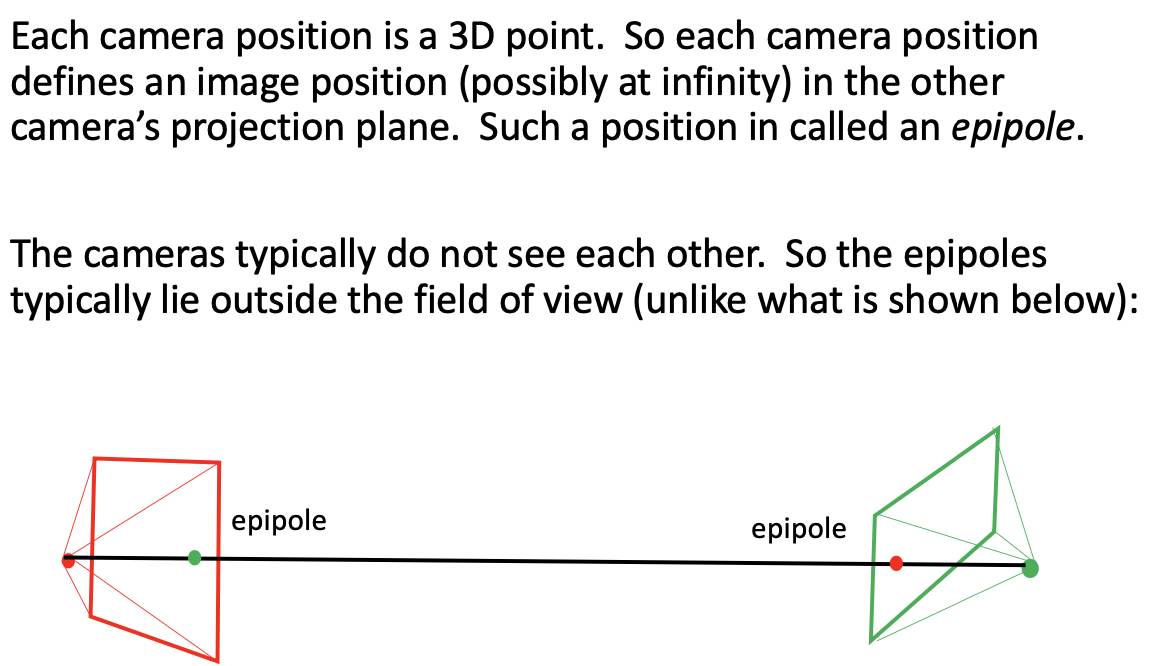 Each camera position is a 3D point.  So each camera position
defines an image position (possibly at infinity) in the other
camera’s projection plane.  Such a position in called an epipole.
The cameras typically do not see each other.  So the epipoles
typically lie outside the field of view (unlike what is shown below):
epipole
epipole